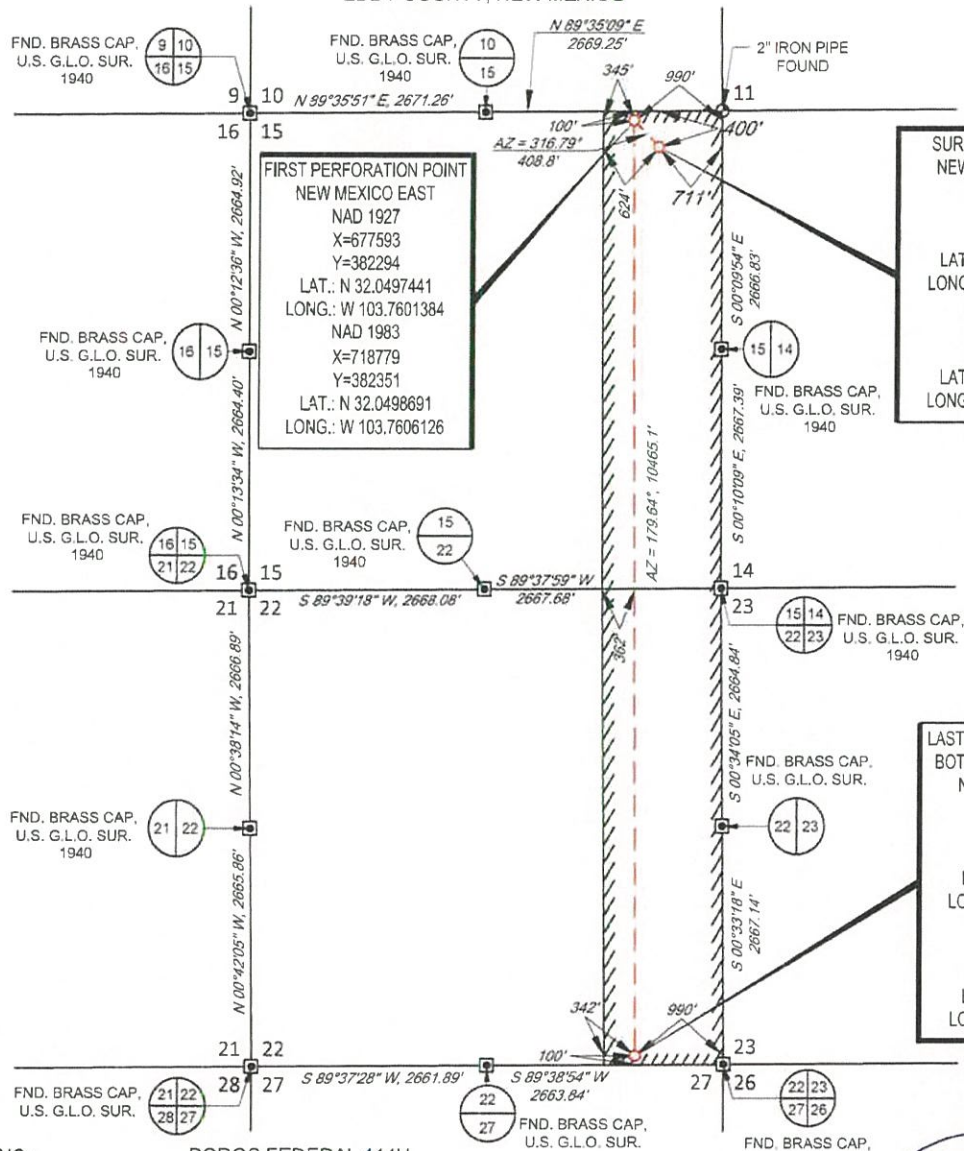 N 89°35'09" E
2669.25'
FND. BRASS CAP,
U.S. G.L.O. SUR.
1940
9 10
16 15
FND. BRASS CAP,
U.S. G.L.O. SUR.
1940
10
15
2" IRON PIPE
FOUND
345'
990'
9 10
N 89°35'51" E, 2671.26'
11
16 15
100'
400'
AZ = 316.79°
408.8'
624'
711'
FIRST PERFORATION POINT
NEW MEXICO EAST
NAD 1927
X=677593
Y=382294
LAT.: N 32.0497441
LONG.: W 103.7601384
NAD 1983
X=718779
Y=382351
LAT.: N 32.0498691
LONG.: W 103.7606126
SUR
NEW
LAT
LONG
LAT
LONG
N 00°12'36" W, 2664.92'
S 00°09'54" E
2666.83'
FND. BRASS CAP,
U.S. G.L.O. SUR.
1940
16 15
15 14
FND. BRASS CAP,
U.S. G.L.O. SUR.
1940
N 00°13'34" W, 2664.40'
AZ = 179.64°, 10465.1'
S 00°10'09" E, 2667.39'
FND. BRASS CAP,
U.S. G.L.O. SUR.
1940
16 15
21 22
FND. BRASS CAP,
U.S. G.L.O. SUR.
1940
15
22
16 15
S 89°37'59" W
2667.68'
14
21 22
S 89°39'18" W, 2668.08'
23
362'
15 14
22 23
FND. BRASS CAP,
U.S. G.L.O. SUR.
1940
N 00°38'14" W, 2666.89'
S 00°34'05" E, 2664.84'
LAST
BOT
N
LO
L
LO
FND. BRASS CAP,
U.S. G.L.O. SUR.
22 23
FND. BRASS CAP,
U.S. G.L.O. SUR.
1940
21 22
N 00°42'05" W, 2665.86'
S 00°33'18" E
2667.14'
342'
990'
100'
21 22
23
28 27
S 89°37'28" W, 2661.89'
S 89°38'54" W
2663.84'
27 26
FND. BRASS CAP,
U.S. G.L.O. SUR.
21 22
28 27
22
27
FND. BRASS CAP,
U.S. G.L.O. SUR.
22 23
27 26
FND. BRASS CAP,